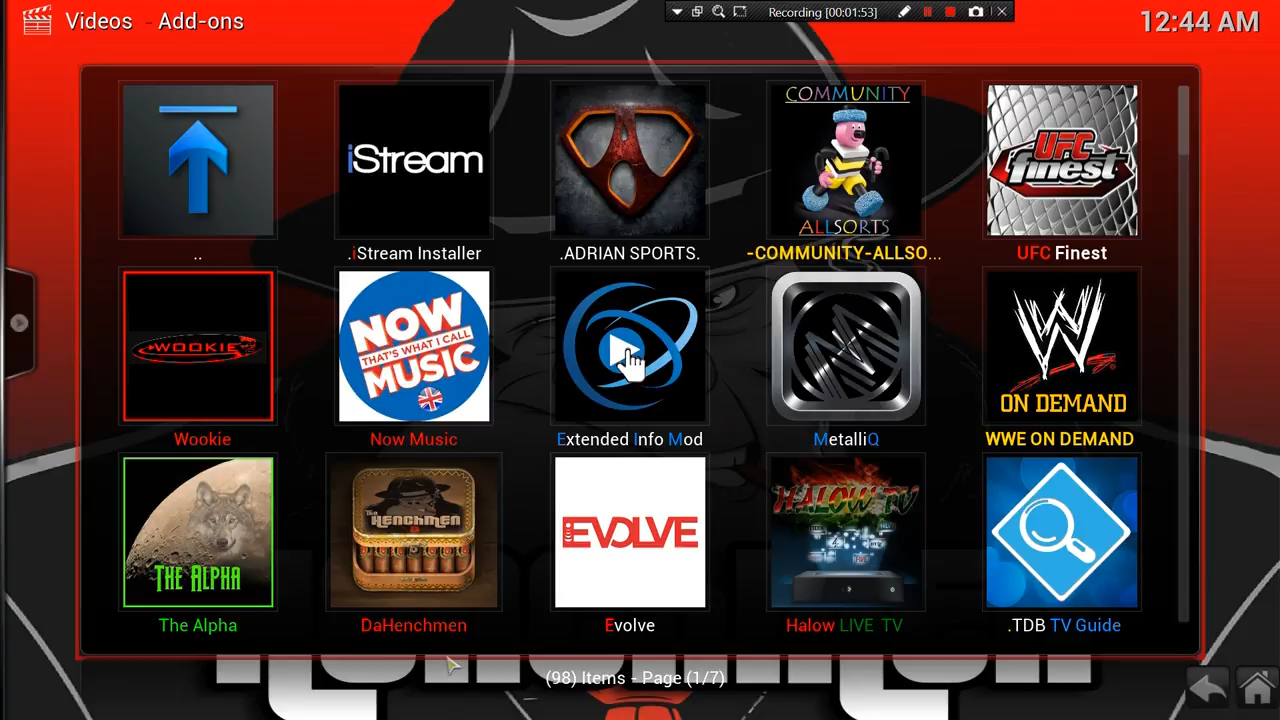 Videos - Add-ons
Recording [00:01:53]
12:44 AM
iStream
COMMUNITY
ALLSORTS
UFC
finest
..
.iStream Installer
.ADRIAN SPORTS.
-COMMUNITY-ALLSO...
UFC Finest
WOOKIE
NOW
THAT'S WHAT I CALL
MUSIC
W
ON DEMAND
Wookie
Now Music
Extended Info Mod
MetalliQ
WWE ON DEMAND
THE ALPHA
The
HENCHMEN
EVOLVE
HALOW TV
The Alpha
DaHenchmen
Evolve
Halow LIVE TV
.TDB TV Guide
(98) Items - Page (1/7)